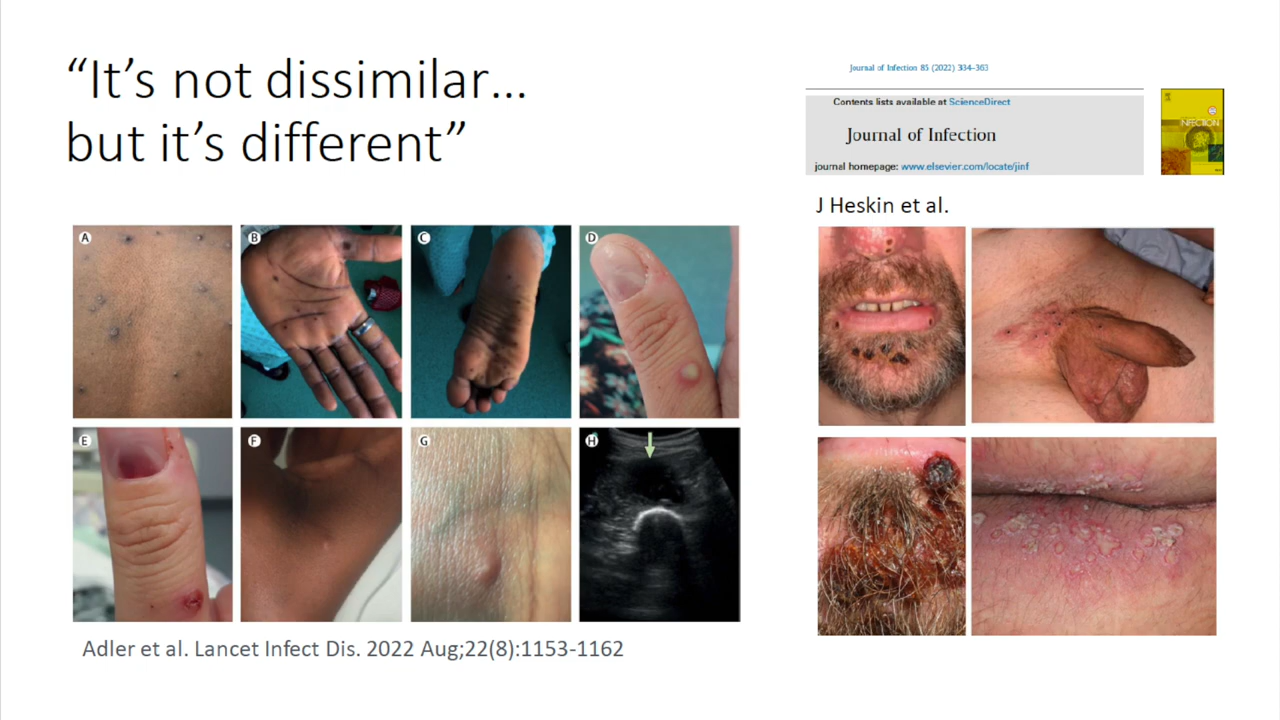 “It’s not dissimilar...
but it’s different”
Journal of Infection 85 (2022) 334–363
Contents lists available at ScienceDirect
Journal of Infection
journal homepage: www.elsevier.com/locate/jinf
INFECTION
J Heskin et al.
A
B
C
D
E
F
G
H
Adler et al. Lancet Infect Dis. 2022 Aug;22(8):1153-1162